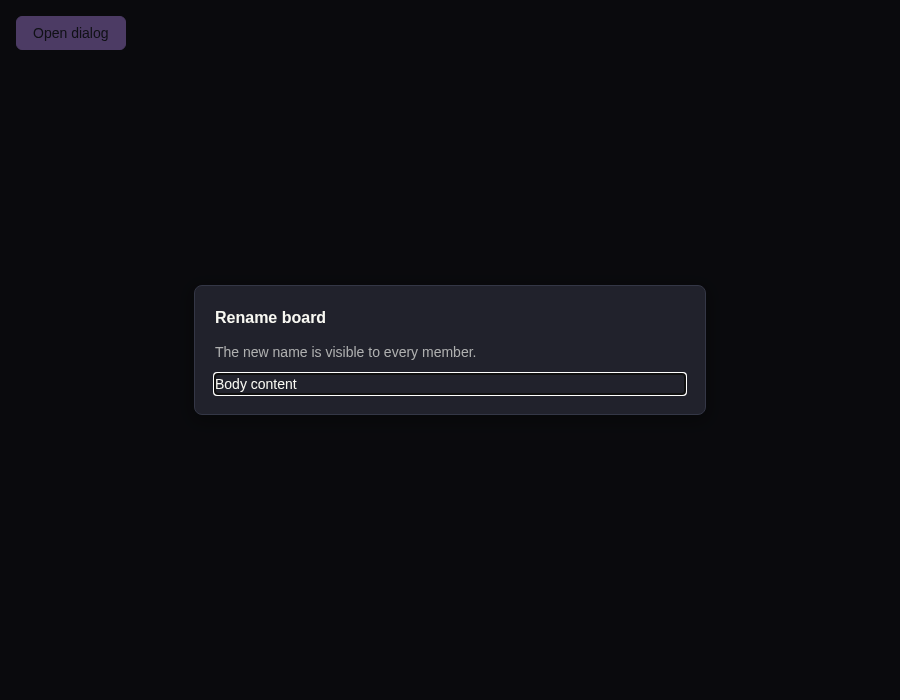 Open dialog
Rename board
The new name is visible to every member.
Body content